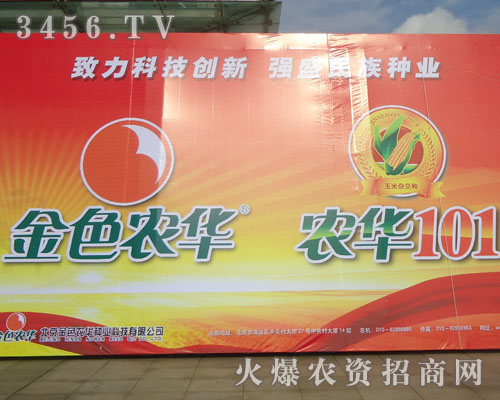 3456.TV
致力科技创新 强盛民族种业
玉米杂交种
金色农华® 农华101
北京金色农华种业科技有限公司
火爆农资招商网